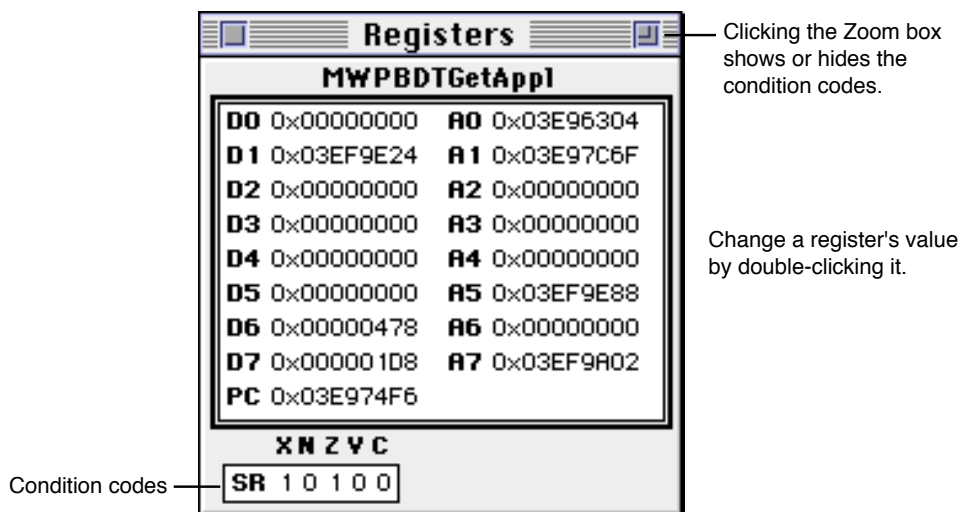 Registers
MWPBDTGetAppl
D0 0x00000000 A0 0x03E96304
D1 0x03EF9E24 A1 0x03E97C6F
D2 0x00000000 A2 0x00000000
D3 0x00000000 A3 0x00000000
D4 0x00000000 A4 0x00000000
D5 0x00000000 A5 0x03EF9E88
D6 0x00000478 A6 0x00000000
D7 0x000001D8 A7 0x03EF9A02
PC 0x03E974F6
X N Z V C
SR 1 0 1 0 0
Clicking the Zoom box
shows or hides the
condition codes.
Change a register's value
by double-clicking it.
Condition codes